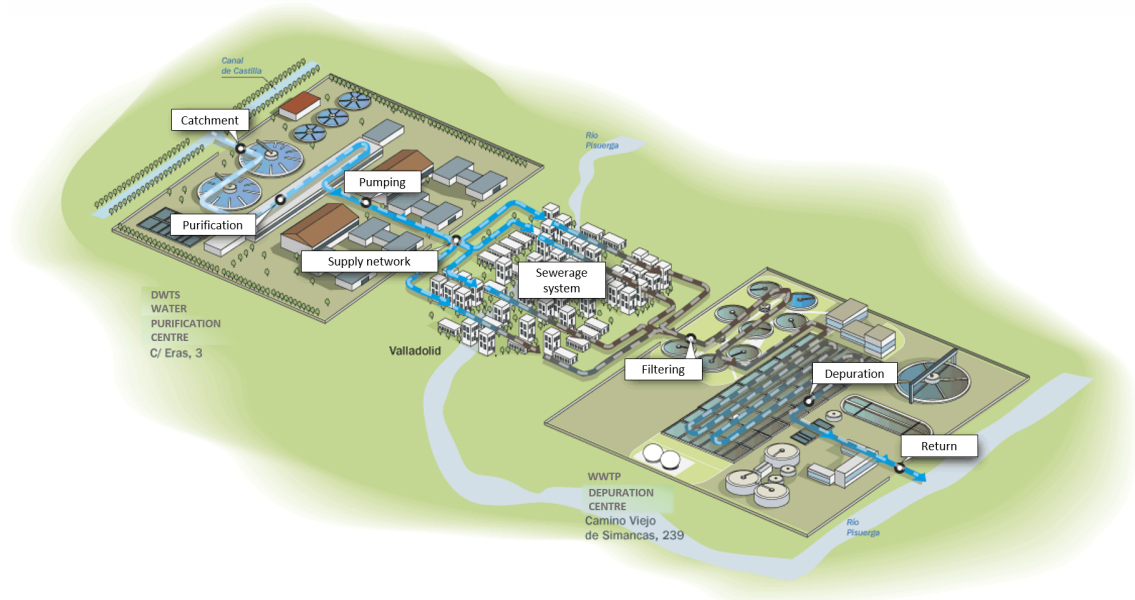 Canal
de Castilla
Catchment
Río
Pisuerga
Pumping
Purification
Supply network
Sewerage
system
DWTS
WATER
PURIFICATION
CENTRE
C/ Eras, 3
Valladolid
Filtering
Depuration
Return
WWTP
DEPURATION
CENTRE
Camino Viejo
de Simancas, 239
Río
Pisuerga